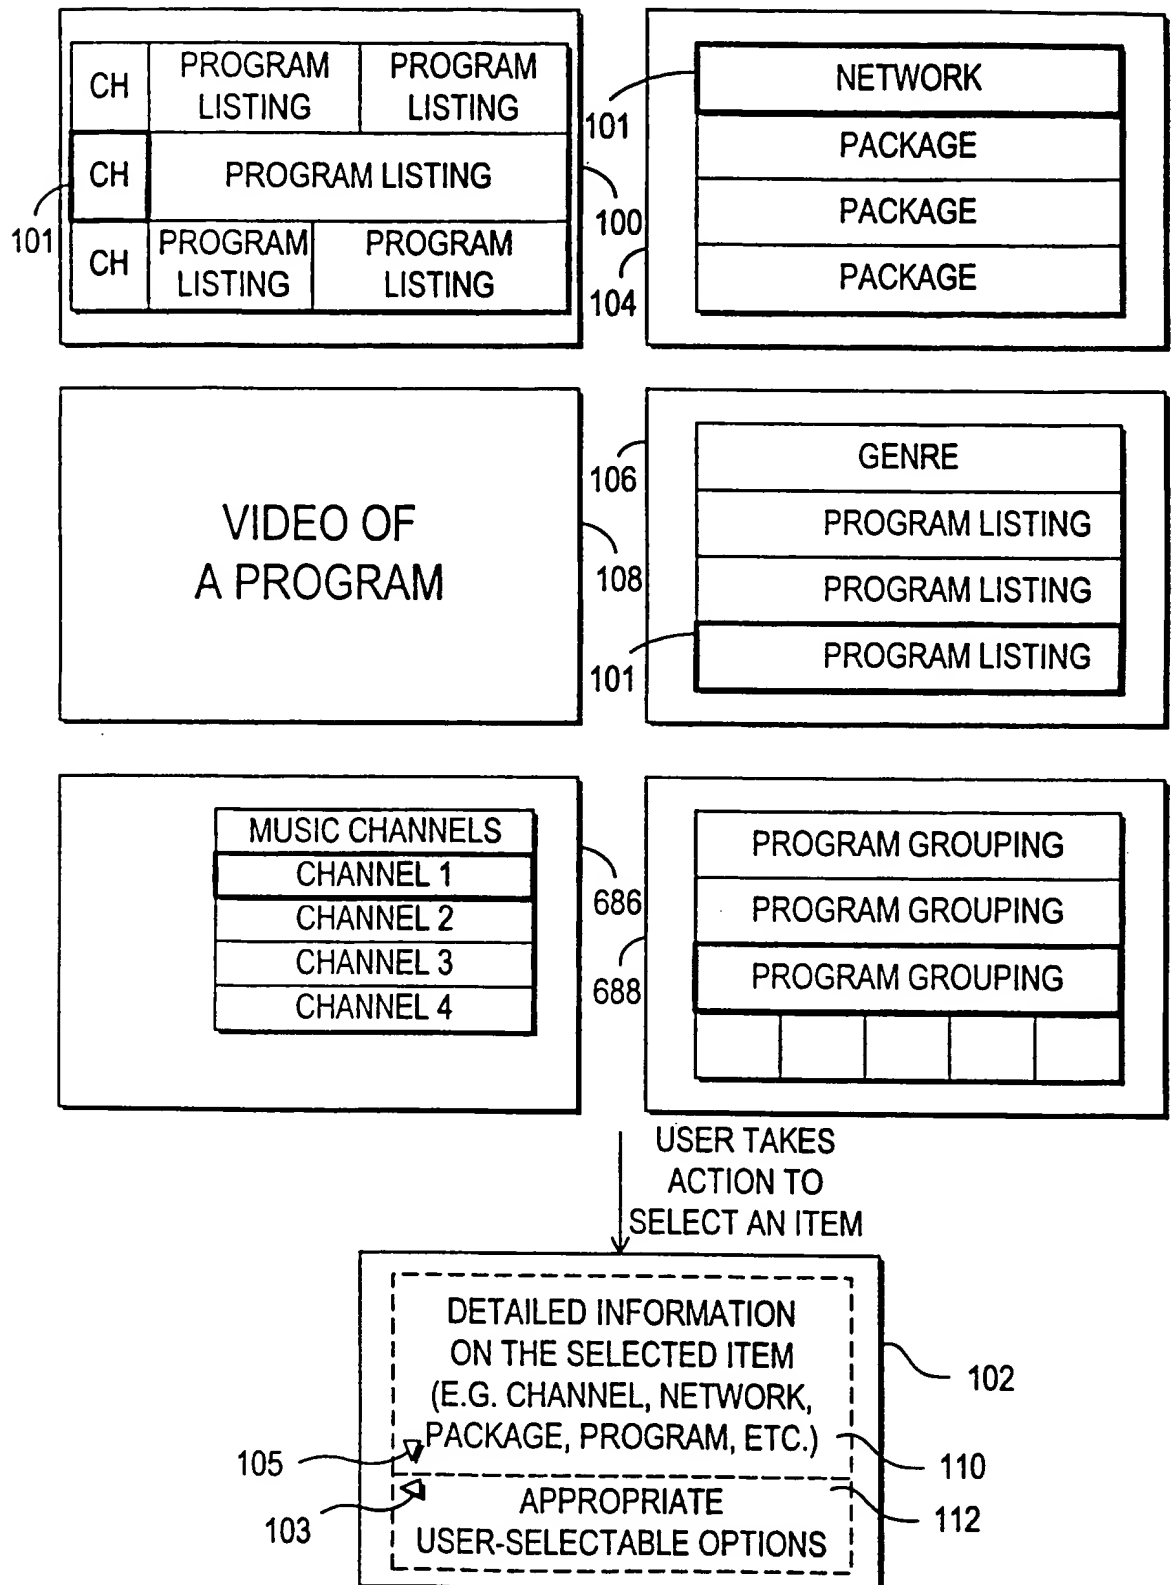 CH
PROGRAM
LISTING
PROGRAM
LISTING
CH
PROGRAM LISTING
CH
PROGRAM
LISTING
PROGRAM
LISTING
101
100
NETWORK
PACKAGE
PACKAGE
PACKAGE
101
104
VIDEO OF
A PROGRAM
108
GENRE
PROGRAM LISTING
PROGRAM LISTING
PROGRAM LISTING
106
101
MUSIC CHANNELS
CHANNEL 1
CHANNEL 2
CHANNEL 3
CHANNEL 4
686
PROGRAM GROUPING
PROGRAM GROUPING
PROGRAM GROUPING
688
USER TAKES
ACTION TO
SELECT AN ITEM
DETAILED INFORMATION
ON THE SELECTED ITEM
(E.G. CHANNEL, NETWORK,
PACKAGE, PROGRAM, ETC.)
102
105
110
103
APPROPRIATE
USER-SELECTABLE OPTIONS
112